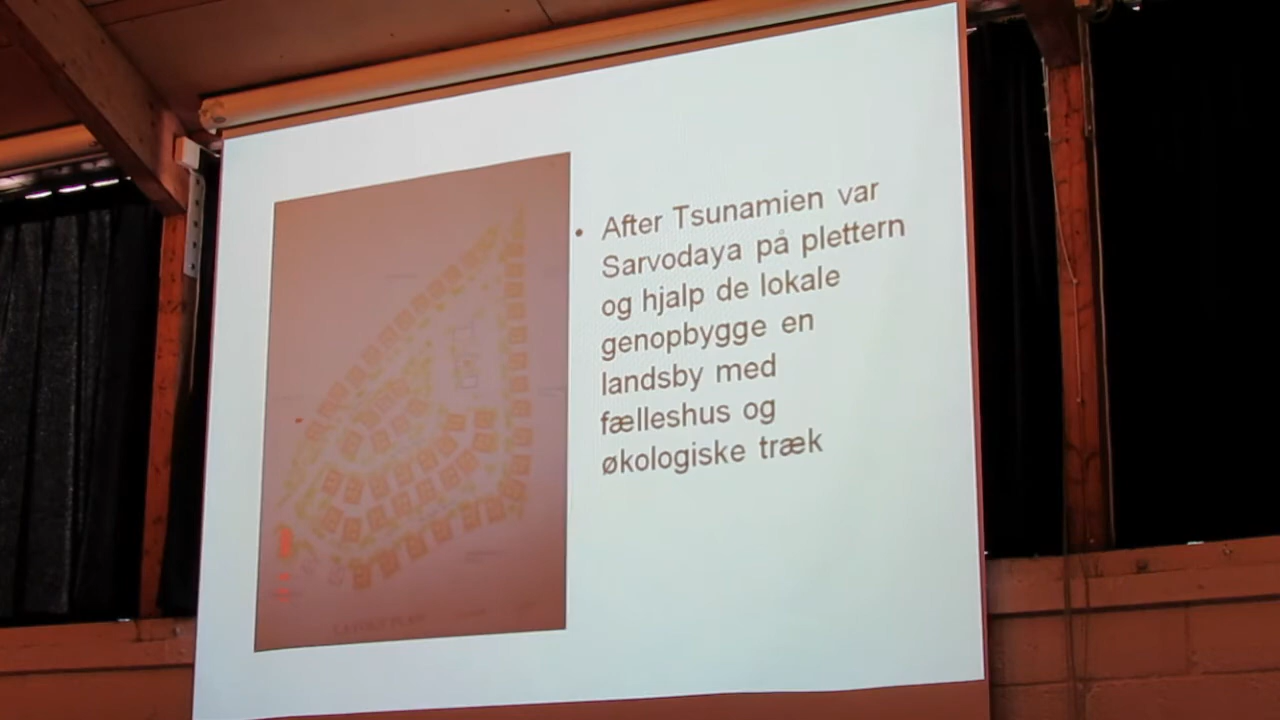 • After Tsunamien var
Sarvodaya på plettern
og hjalp de lokale
genopbygge en
landsby med
fælleshus og
økologiske træk